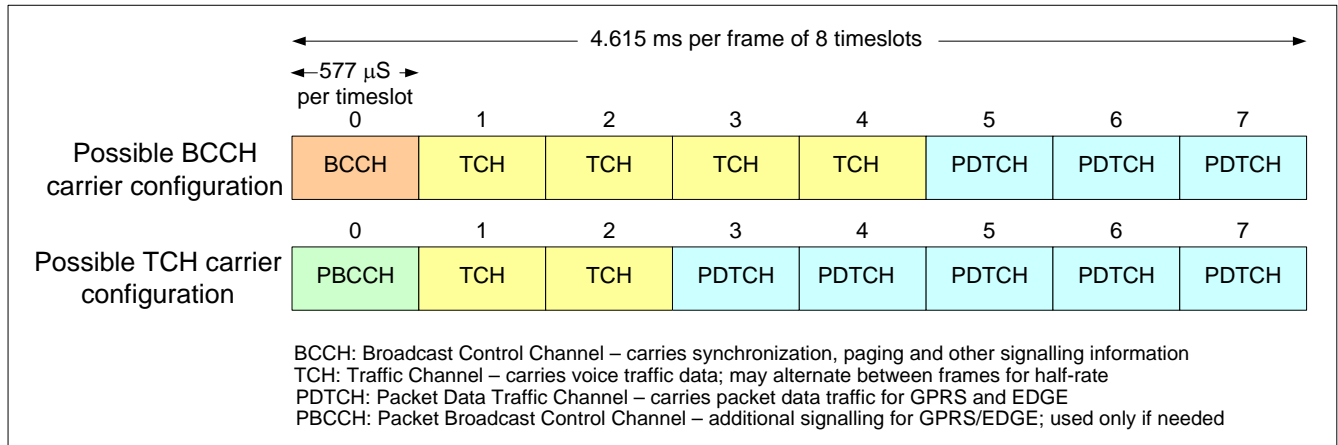 4.615 ms per frame of 8 timeslots
577 μS
per timeslot
0 1 2 3 4 5 6 7
Possible BCCH
carrier configuration
BCCH TCH TCH TCH TCH PDTCH PDTCH PDTCH
0 1 2 3 4 5 6 7
Possible TCH carrier
configuration
PBCCH TCH TCH PDTCH PDTCH PDTCH PDTCH PDTCH
BCCH: Broadcast Control Channel – carries synchronization, paging and other signalling information
TCH: Traffic Channel – carries voice traffic data; may alternate between frames for half-rate
PDTCH: Packet Data Traffic Channel – carries packet data traffic for GPRS and EDGE
PBCCH: Packet Broadcast Control Channel – additional signalling for GPRS/EDGE; used only if needed